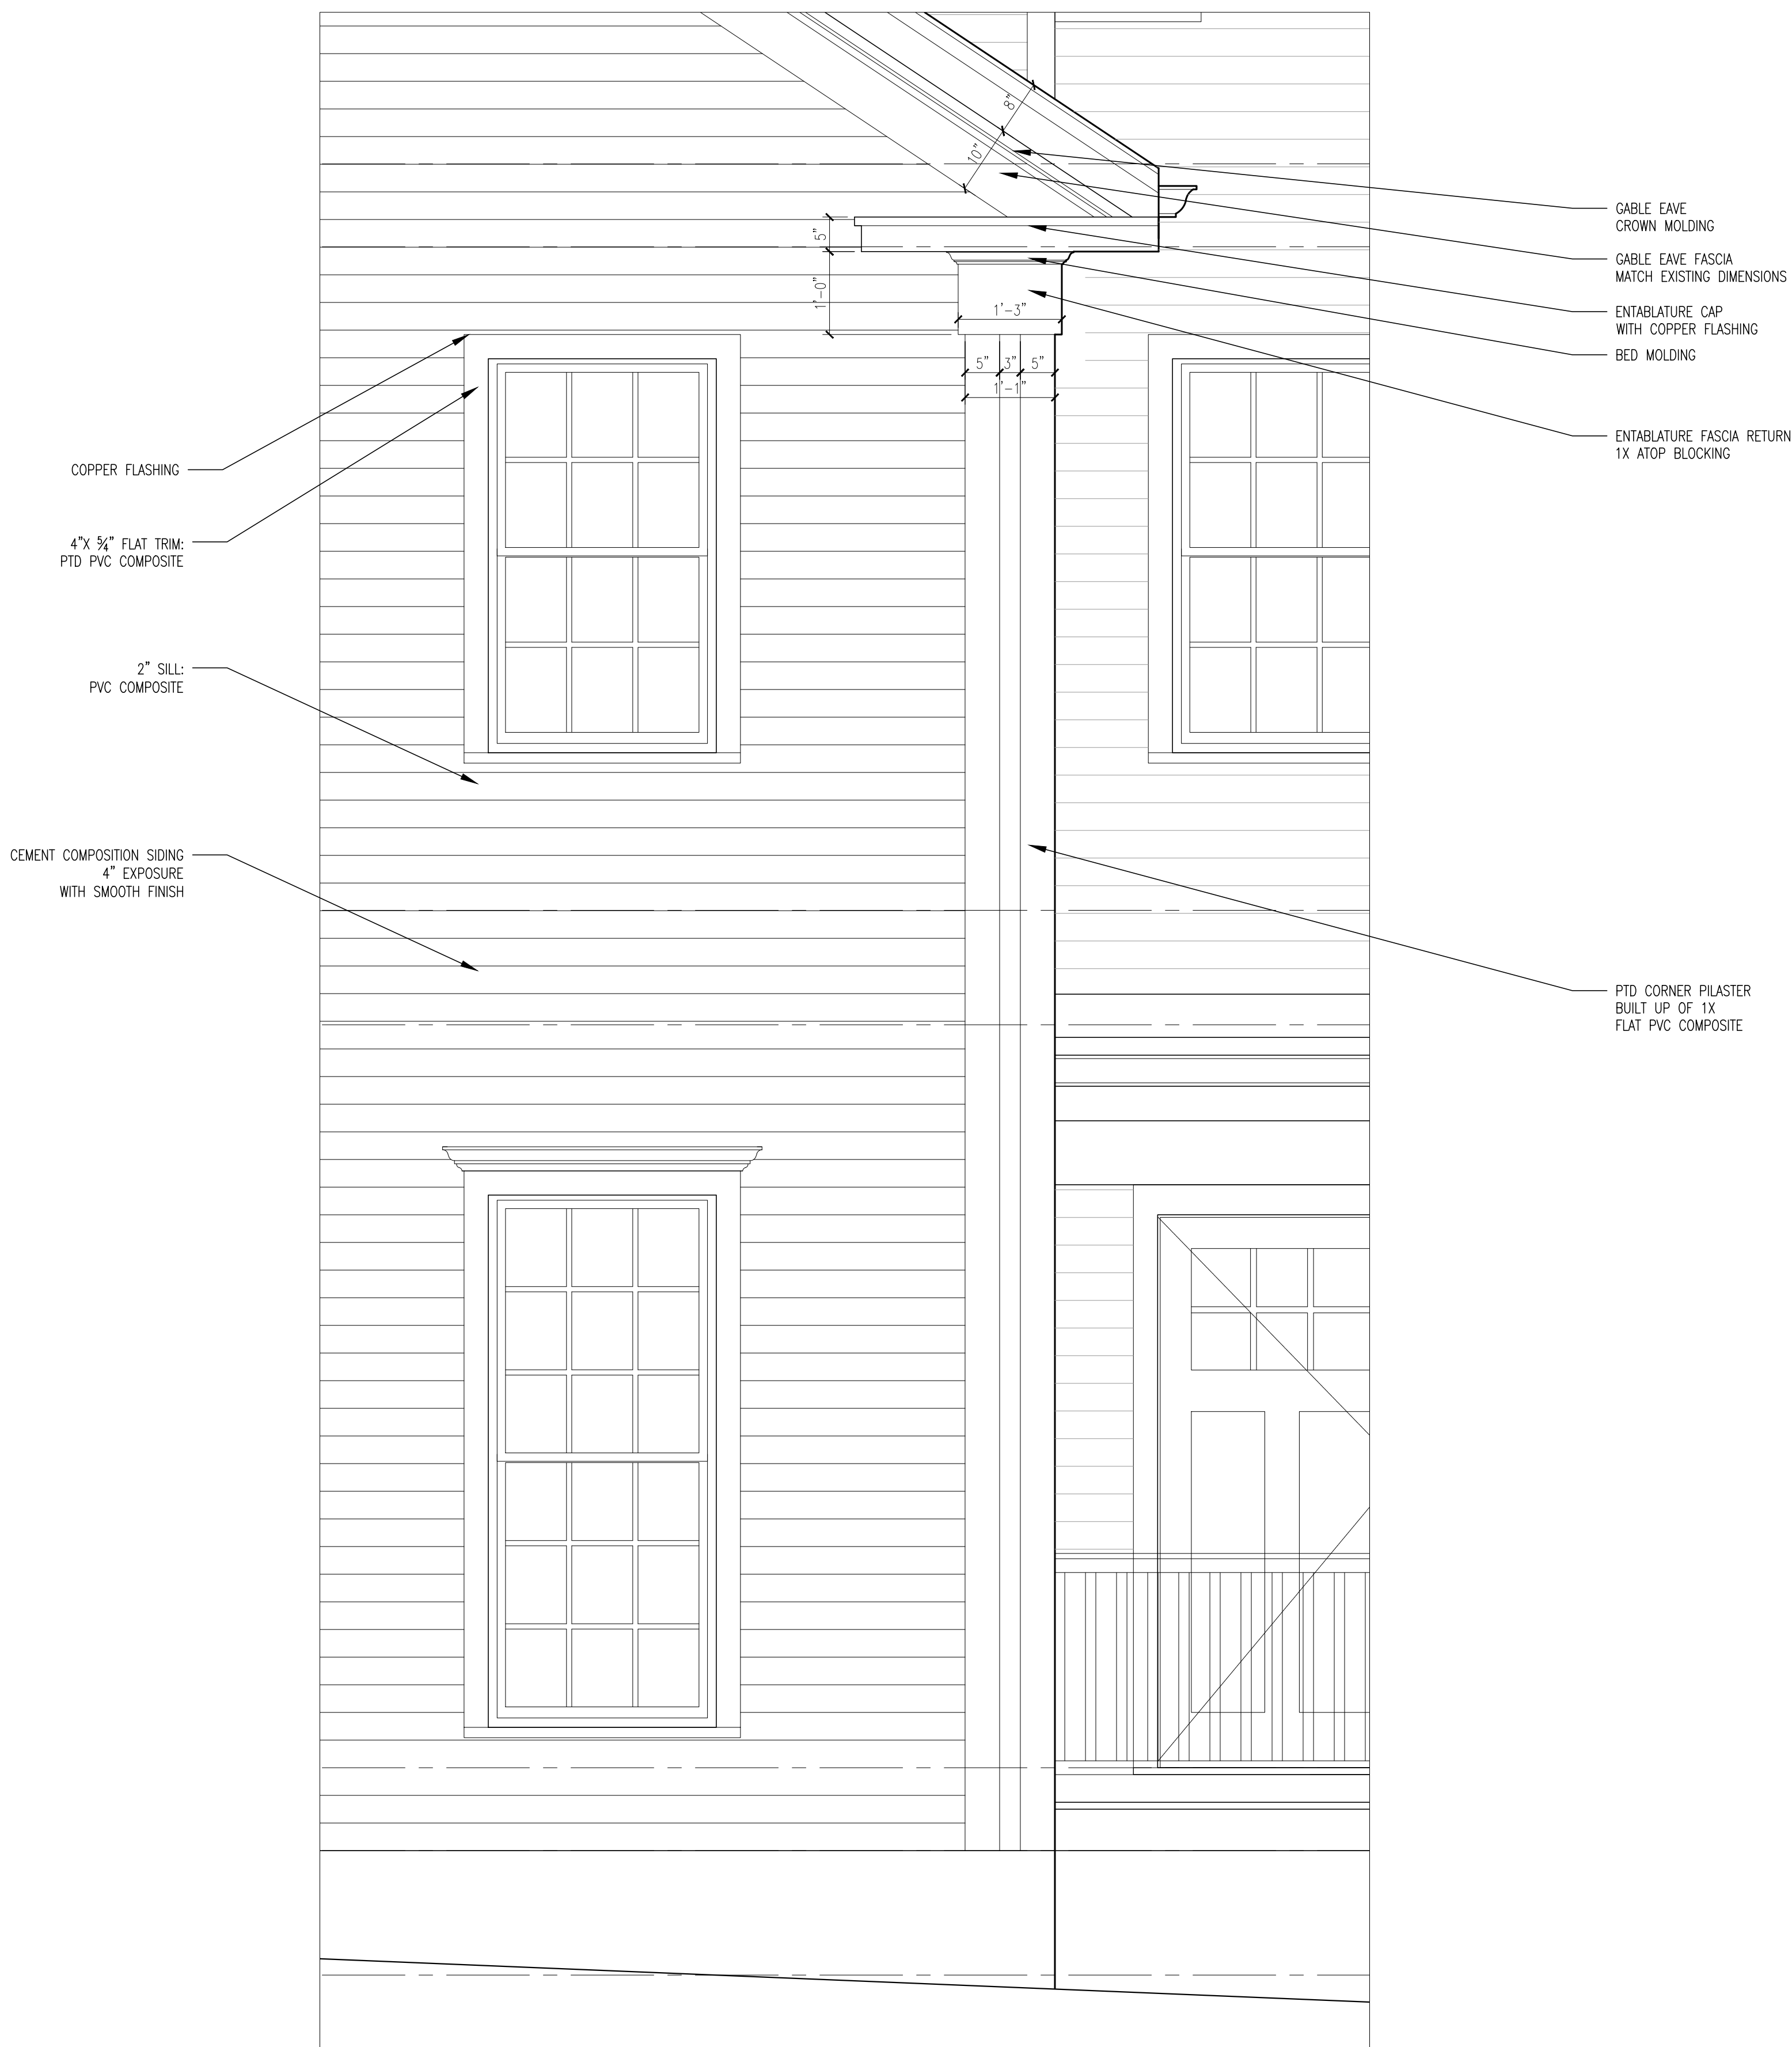 8"
10"
GABLE EAVE
CROWN MOLDING
GABLE EAVE FASCIA
MATCH EXISTING DIMENSIONS
5"
1'-0"
ENTABLATURE CAP
WITH COPPER FLASHING
1'-3"
BED MOLDING
5" 3" 5"
1'-1"
ENTABLATURE FASCIA RETURN
1X ATOP BLOCKING
COPPER FLASHING
4"X 5/4" FLAT TRIM:
PTD PVC COMPOSITE
2" SILL:
PVC COMPOSITE
CEMENT COMPOSITION SIDING
4" EXPOSURE
WITH SMOOTH FINISH
PTD CORNER PILASTER
BUILT UP OF 1X
FLAT PVC COMPOSITE